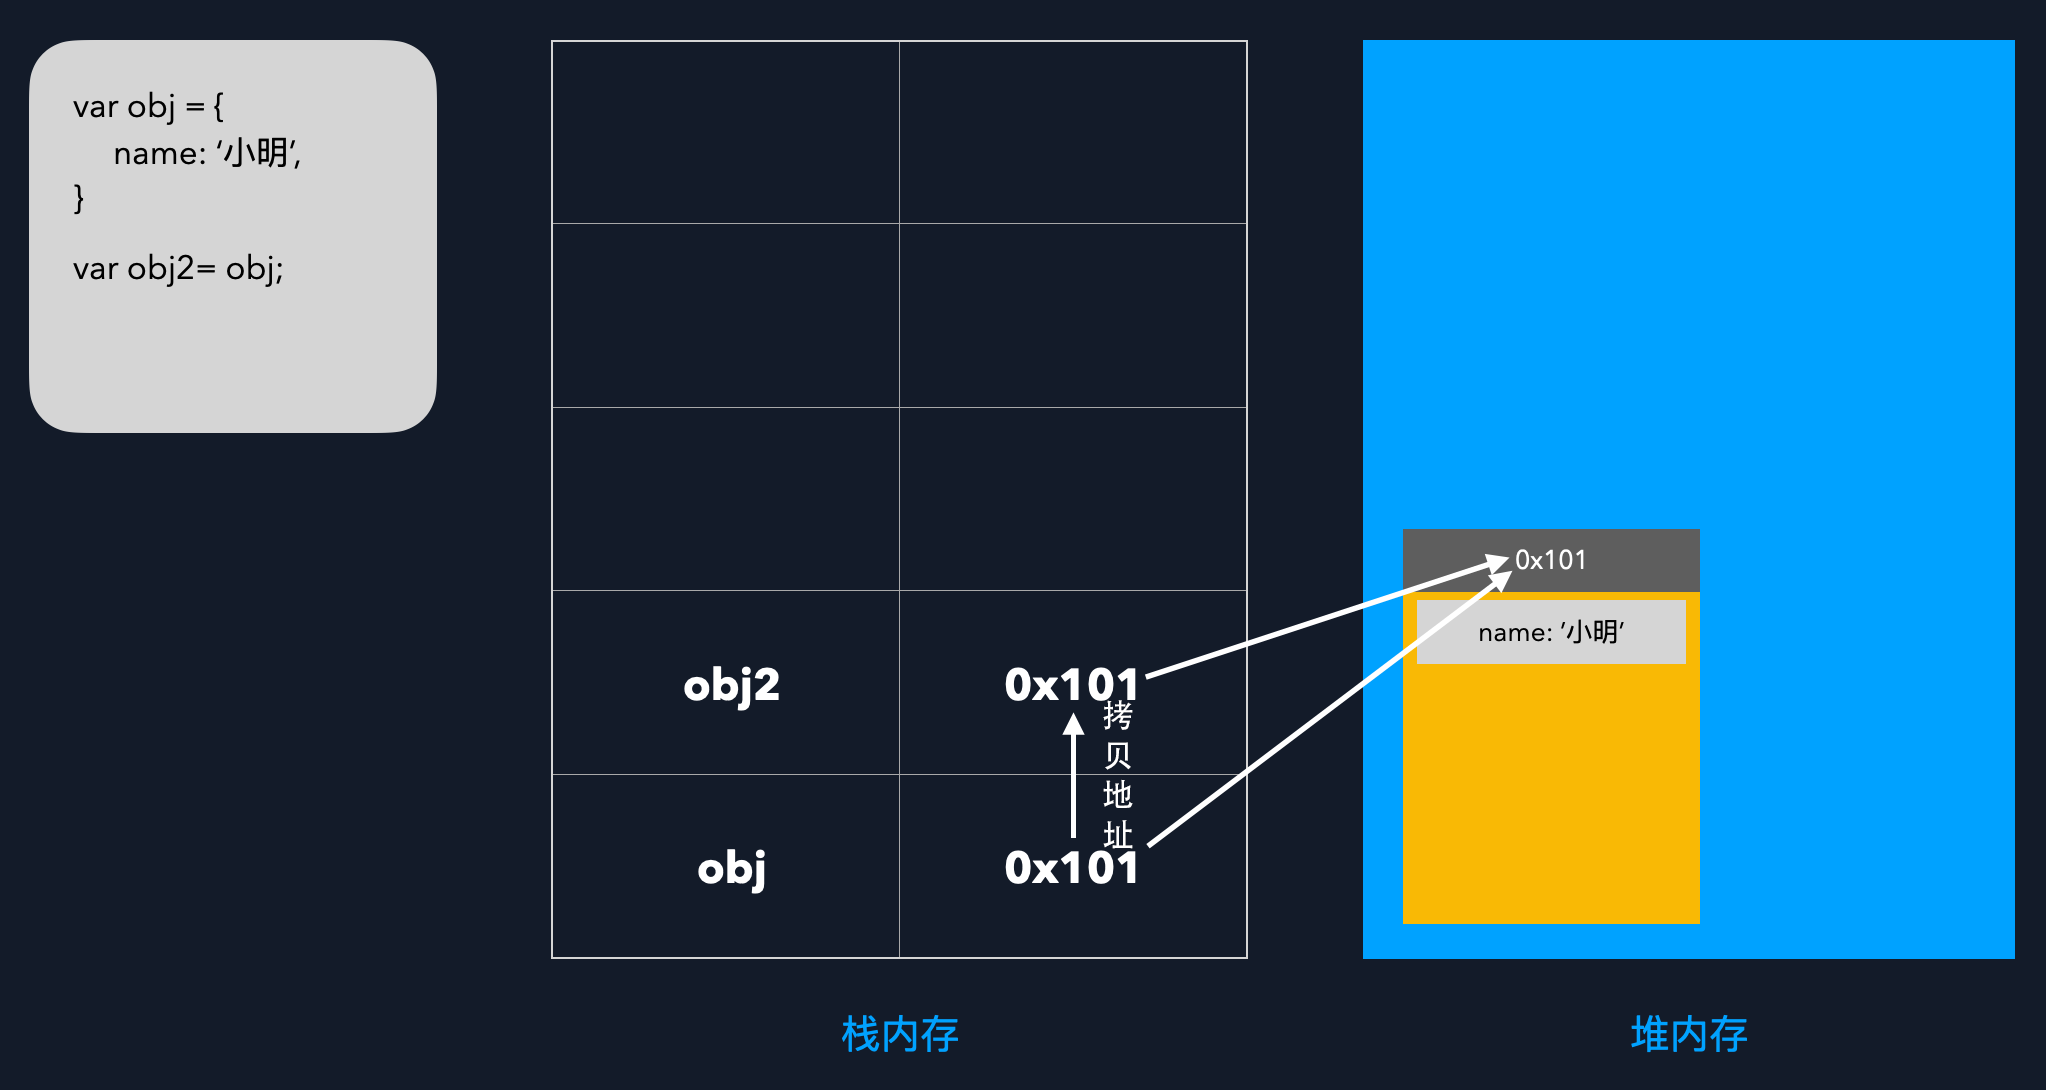 var obj = {
name: ‘小明’,
}
var obj2= obj;
obj2
0x101
拷贝地址
obj
0x101
0x101
name: ’小明’
栈内存
堆内存